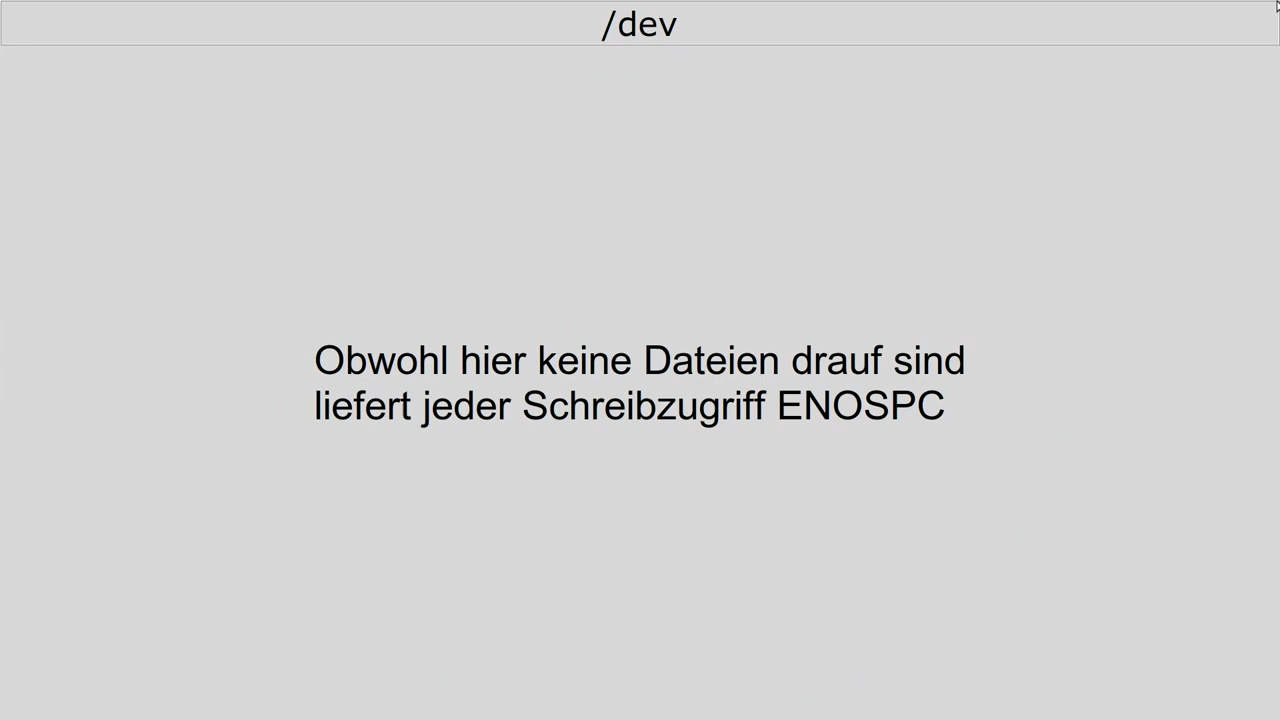 /dev
Obwohl hier keine Dateien drauf sind
liefert jeder Schreibzugriff ENOSPC